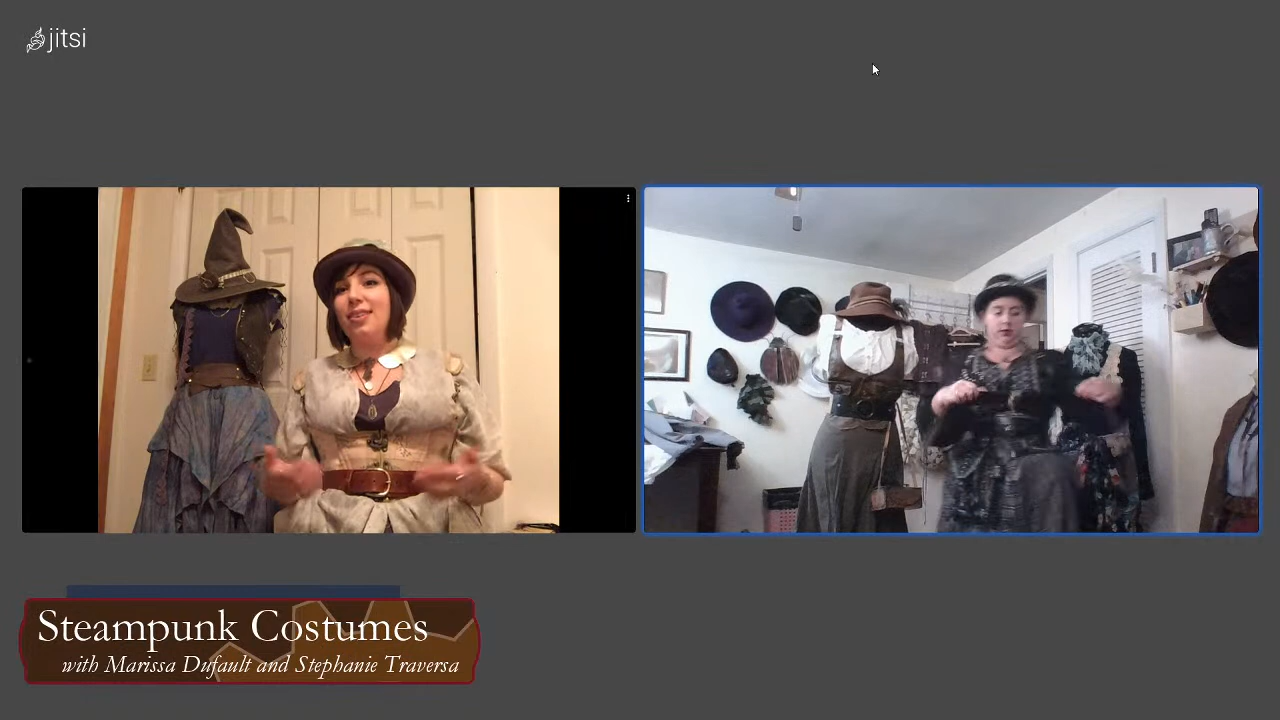 jitsi
Steampunk Costumes
with Marissa Dufault and Stephanie Traversa